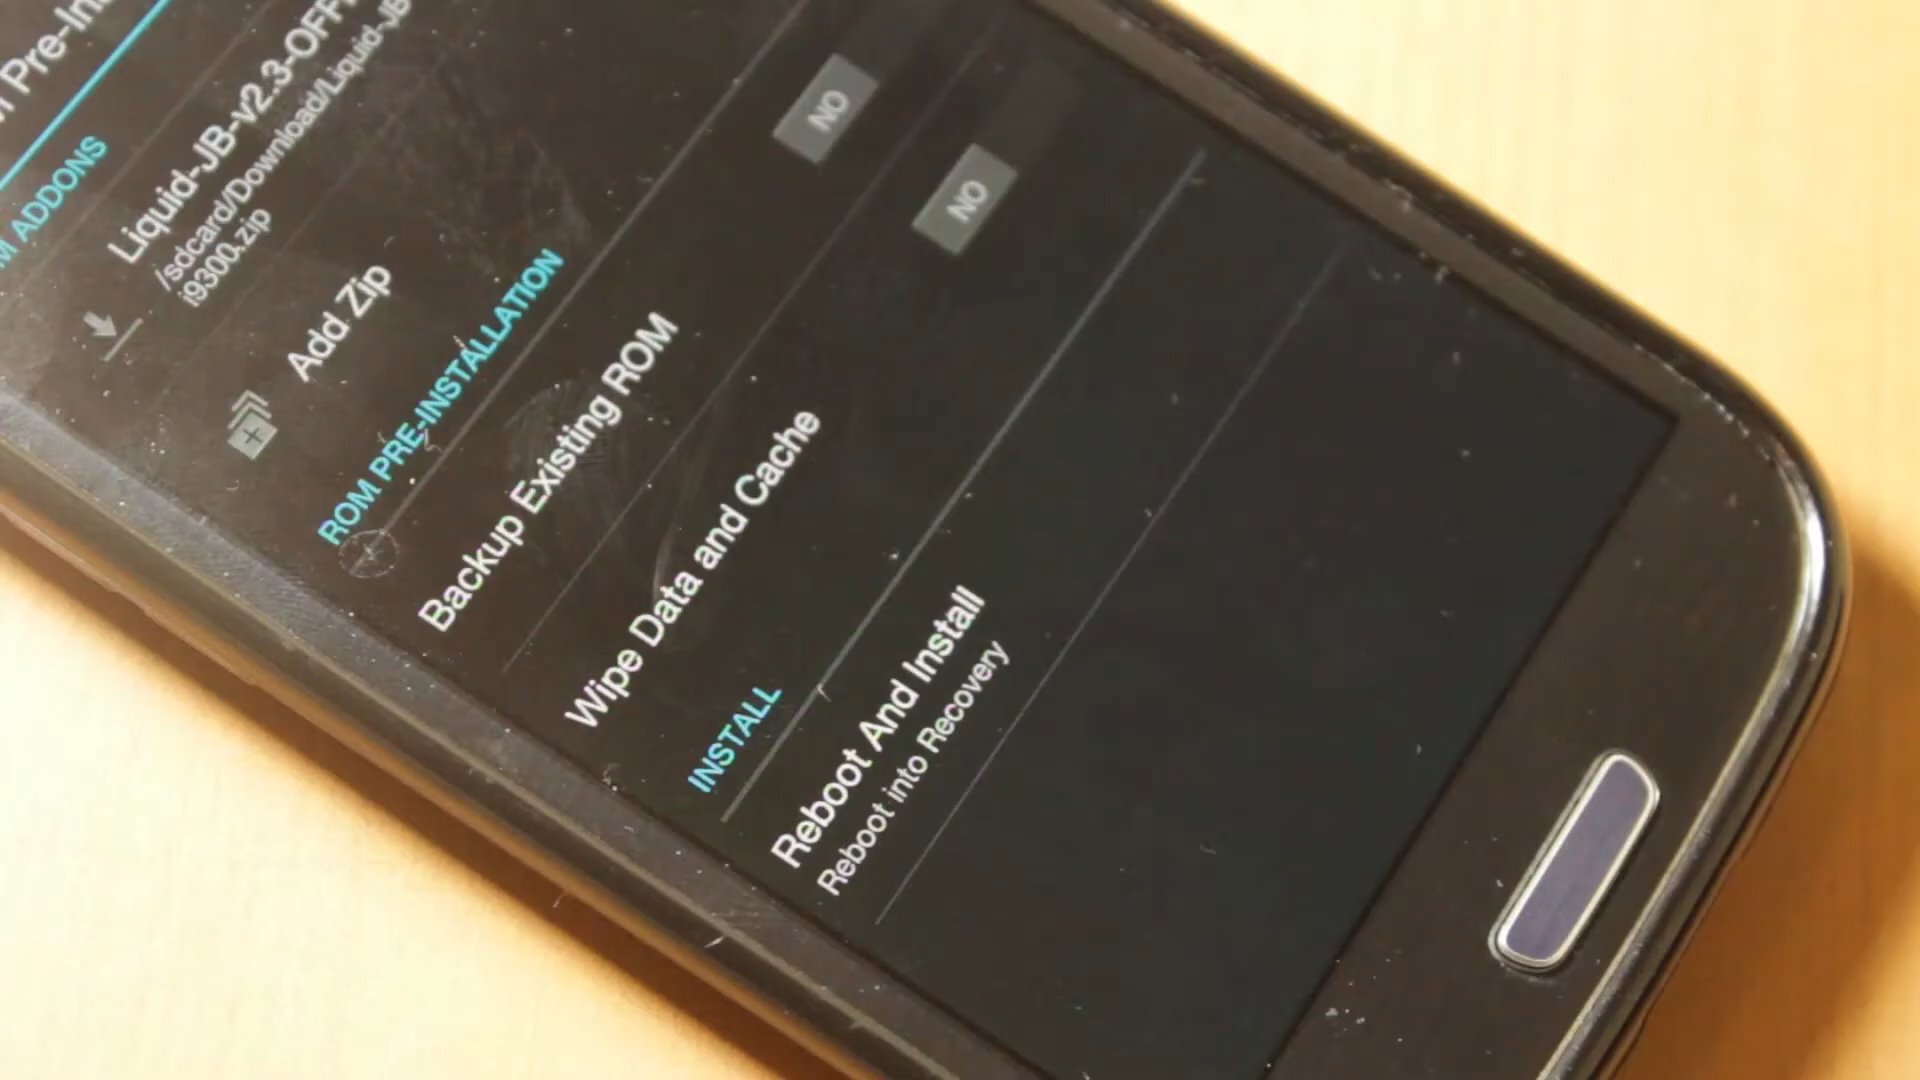 Pre-In
ADDONS
Liquid-JB-v2.3-OFF
/sdcard/Download/Liquid-JB
i9300.zip
Add Zip
ROM PRE-INSTALLATION
Backup Existing ROM
NO
Wipe Data and Cache
NO
INSTALL
Reboot And Install
Reboot into Recovery